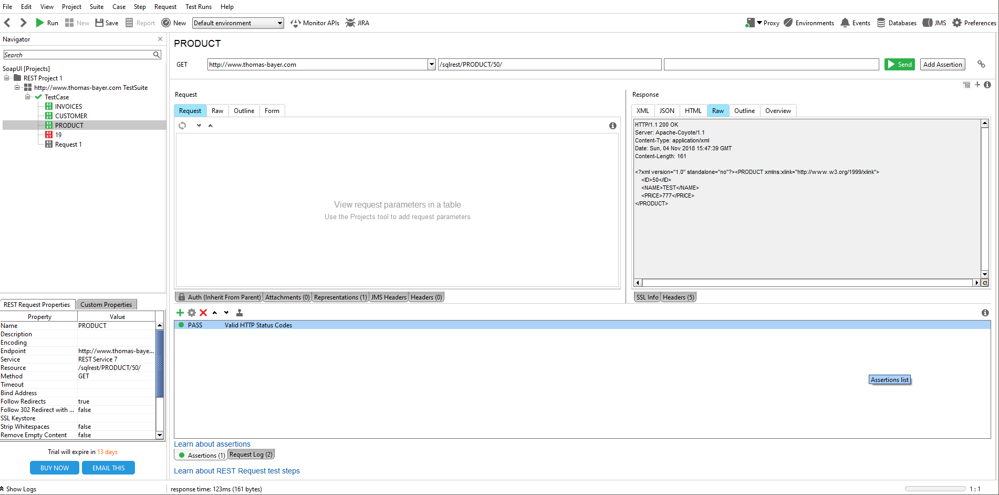 File Edit View Project Suite Case Step Request Test Runs Help
Run New Save Report New Default environment Monitor APIs JIRA Proxy Environments Events Databases JMS Preferences
Navigator
Search
SoapUI [Projects]
REST Project 1
http://www.thomas-bayer.com TestSuite
TestCase
INVOICES
CUSTOMER
PRODUCT
19
Request 1
REST Request Properties Custom Properties
Property Value
Name PRODUCT
Description
Encoding
Endpoint http://www.thomas-baye...
Service REST Service 7
Resource /sqlrest/PRODUCT/50/
Method GET
Timeout
Bind Address
Follow Redirects true
Follow 302 Redirect with ... false
SSL Keystore
Strip Whitespaces false
Remove Empty Content false
Trial will expire in 13 days
BUY NOW EMAIL THIS
PRODUCT
GET http://www.thomas-bayer.com /sqlrest/PRODUCT/50/ Send Add Assertion
Request
Request Raw Outline Form
View request parameters in a table
Use the Projects tool to add request parameters
Auth (Inherit From Parent) Attachments (0) Representations (1) JMS Headers Headers (0)
Response
XML JSON HTML Raw Outline Overview
HTTP/1.1 200 OK
Server: Apache-Coyote/1.1
Content-Type: application/xml
Date: Sun, 04 Nov 2018 15:47:39 GMT
Content-Length: 161
<?xml version="1.0" standalone="no"?><PRODUCT xmlns:xlink="http://www.w3.org/1999/xlink">
<ID>50</ID>
<NAME>TEST</NAME>
<PRICE>777</PRICE>
</PRODUCT>
SSL Info Headers (5)
PASS Valid HTTP Status Codes
Assertions list
Learn about assertions
Assertions (1) Request Log (2)
Learn about REST Request test steps
Show Logs response time: 123ms (161 bytes) 1 : 1